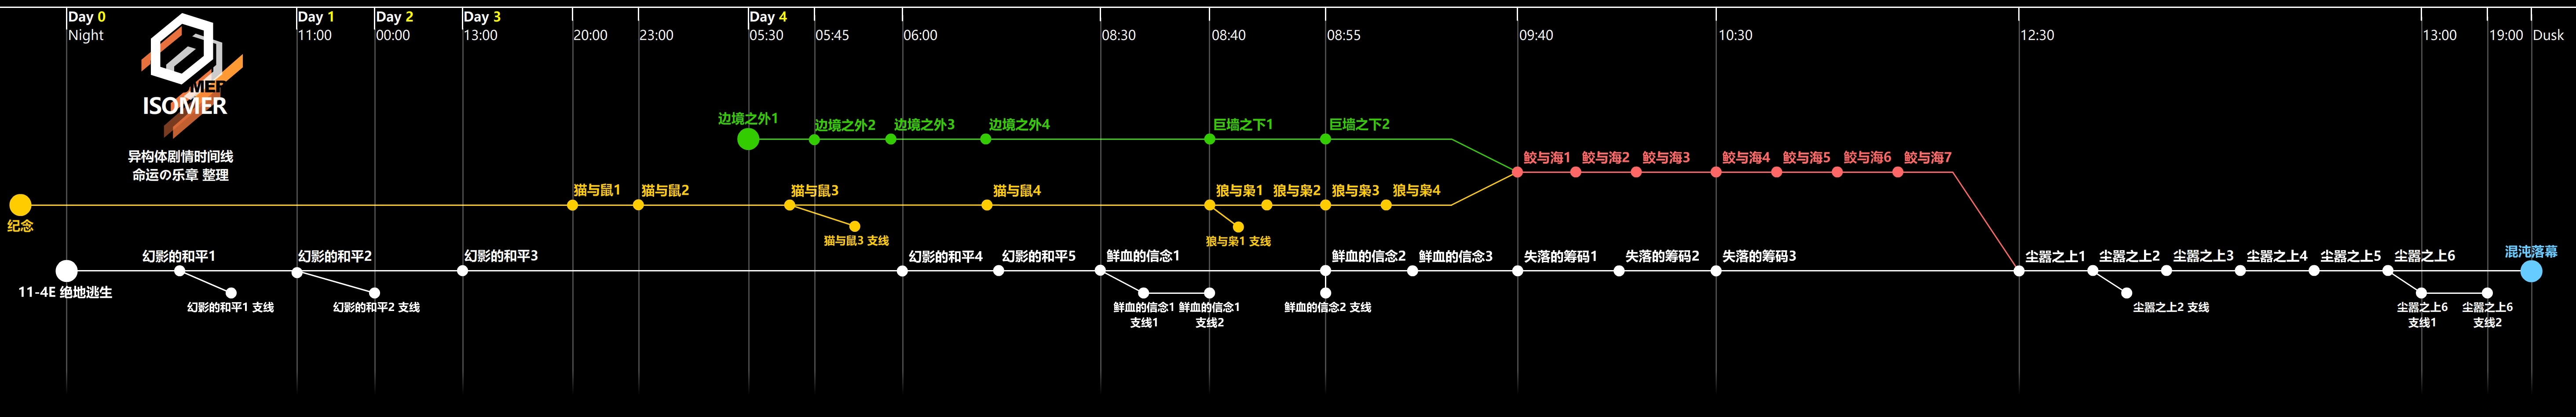 Day 0
Night
Day 1
11:00
Day 2
00:00
Day 3
13:00
20:00
23:00
Day 4
05:30
05:45
06:00
08:30
08:40
08:55
09:40
10:30
12:30
13:00
19:00
Dusk
MER
ISOMER
异构体剧情时间线
命运の乐章 整理
边境之外1
边境之外2
边境之外3
边境之外4
巨墙之下1
巨墙之下2
鲛与海1
鲛与海2
鲛与海3
鲛与海4
鲛与海5
鲛与海6
鲛与海7
纪念
猫与鼠1
猫与鼠2
猫与鼠3
猫与鼠4
狼与枭1
狼与枭2
狼与枭3
狼与枭4
猫与鼠3 支线
狼与枭1 支线
11-4E 绝地逃生
幻影的和平1
幻影的和平2
幻影的和平3
幻影的和平4
幻影的和平5
鲜血的信念1
鲜血的信念2
鲜血的信念3
失落的筹码1
失落的筹码2
失落的筹码3
尘嚣之上1
尘嚣之上2
尘嚣之上3
尘嚣之上4
尘嚣之上5
尘嚣之上6
混沌落幕
幻影的和平1 支线
幻影的和平2 支线
鲜血的信念1
支线1
鲜血的信念1
支线2
鲜血的信念2 支线
尘嚣之上2 支线
尘嚣之上6
支线1
尘嚣之上6
支线2